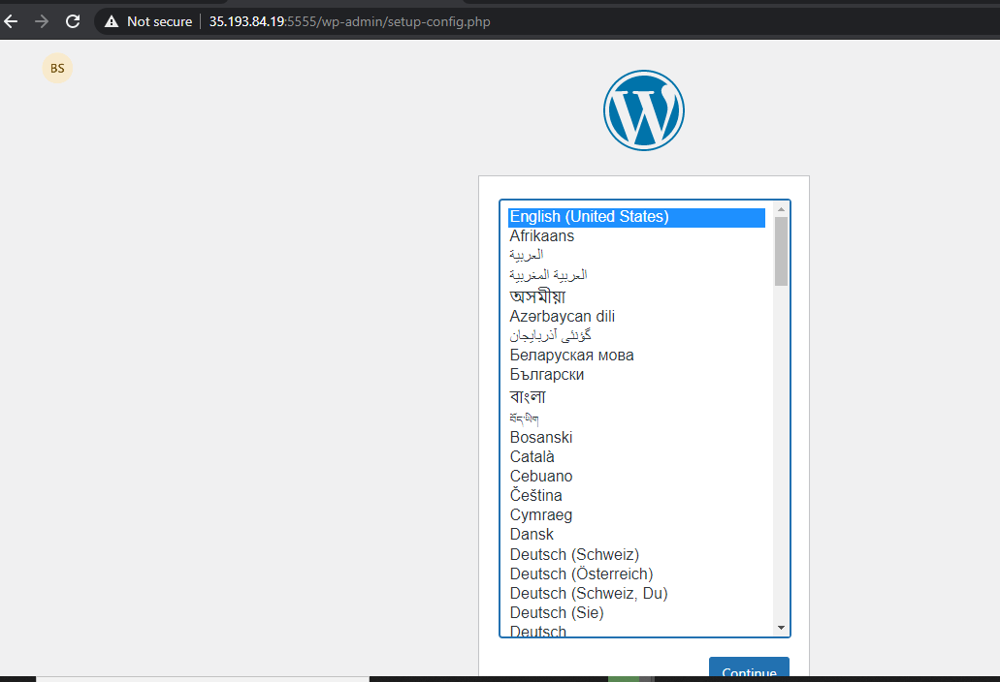 Not secure | 35.193.84.19:5555/wp-admin/setup-config.php
BS
English (United States)
Afrikaans
العربية
العربية المغربية
অসমীয়া
Azərbaycan dili
گؤنئی آذربایجان
Беларуская мова
Български
বাংলা
བོད་ཡིག
Bosanski
Català
Cebuano
Čeština
Cymraeg
Dansk
Deutsch (Schweiz)
Deutsch (Österreich)
Deutsch (Schweiz, Du)
Deutsch (Sie)
Deutsch
Continue